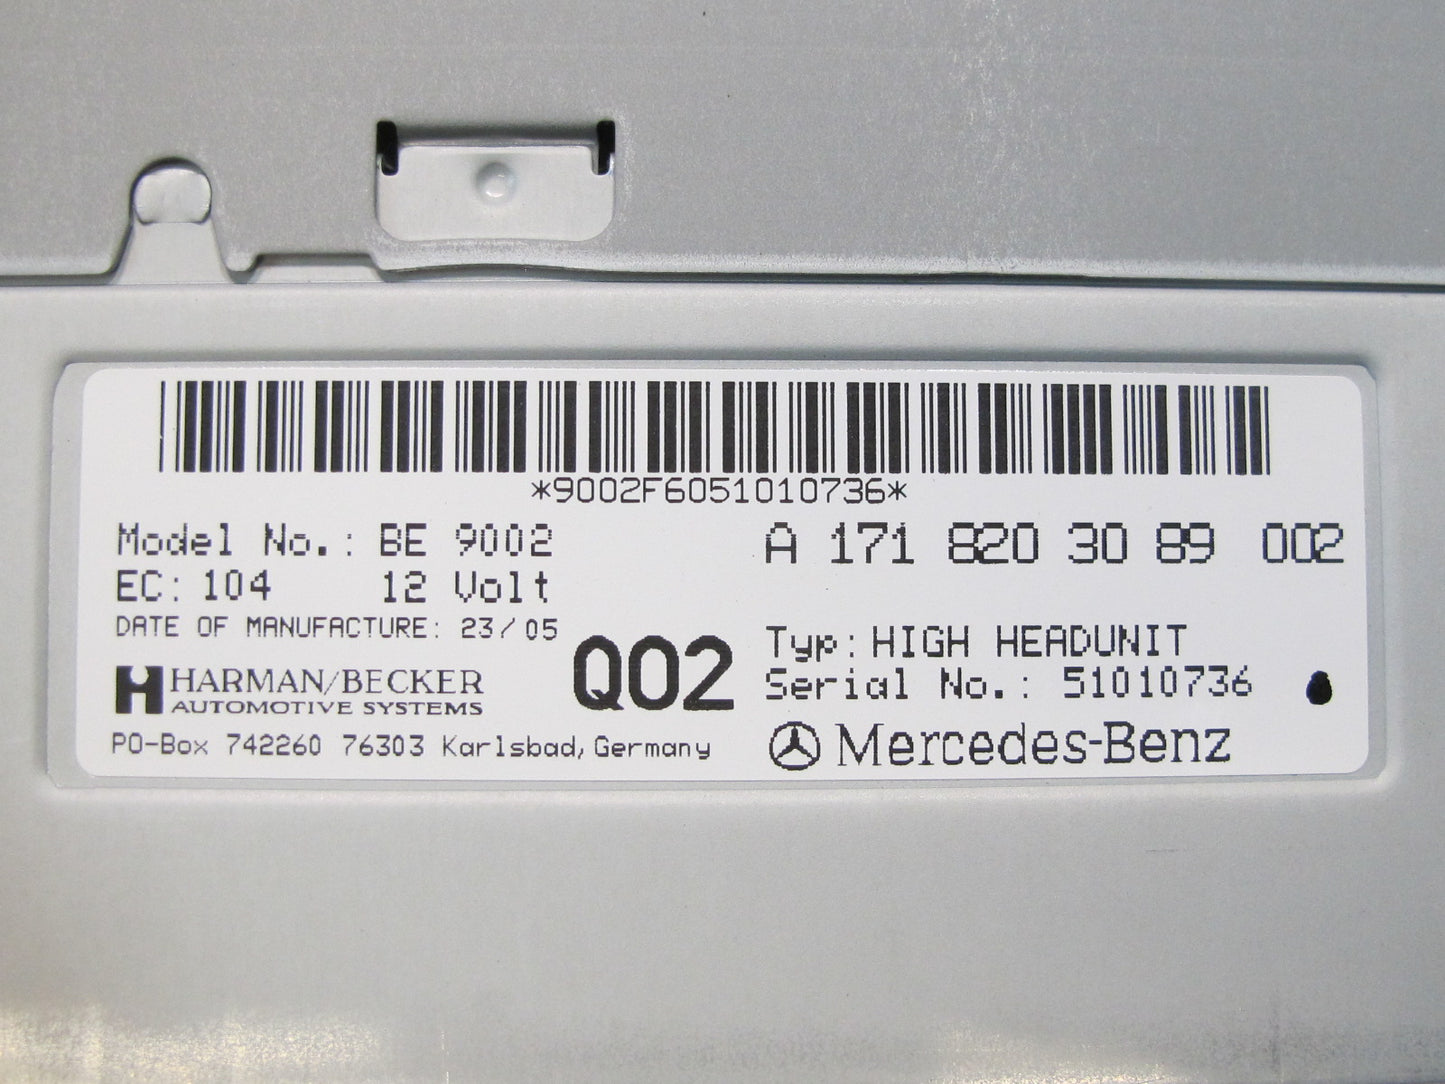 *9002F6051010736*
Model No.: BE 9002
A 171 820 30 89 002
EC: 104 12 Volt
DATE OF MANUFACTURE: 23/05
Q02
Typ: HIGH HEADUNIT
HARMAN/BECKER
AUTOMOTIVE SYSTEMS
Serial No.: 51010736
PO-Box 742260 76303 Karlsbad, Germany
Mercedes-Benz